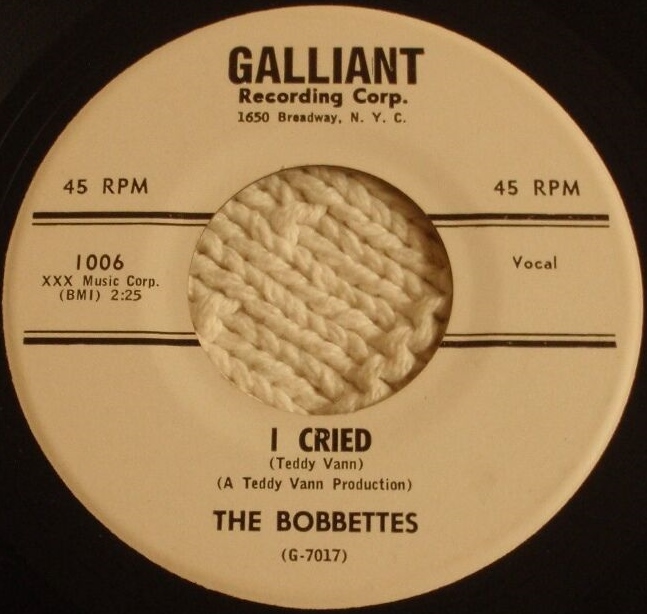 GALLIANT
Recording Corp.
1650 Broadway, N. Y. C.
45 RPM
45 RPM
1006
XXX Music Corp.
(BMI) 2:25
Vocal
I CRIED
(Teddy Vann)
(A Teddy Vann Production)
THE BOBBETTES
(G-7017)